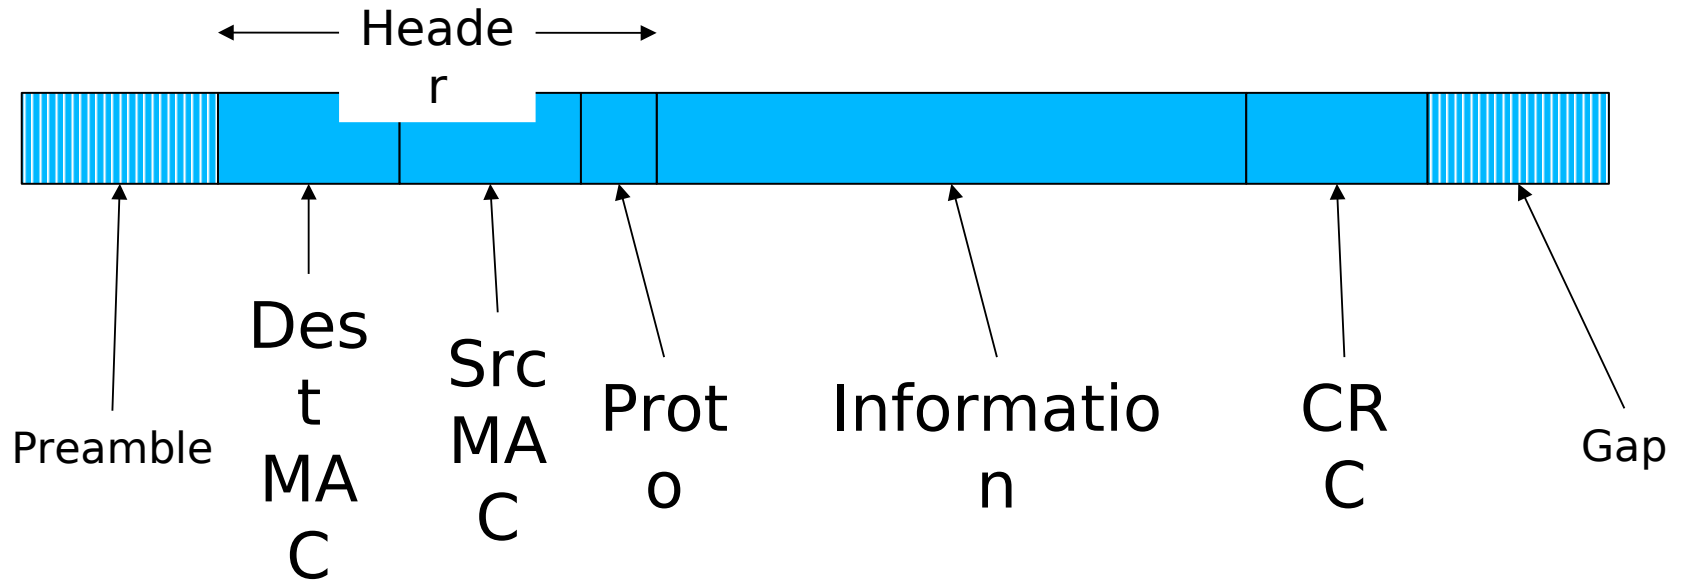 Heade
r
Preamble
Des
t
MA
C
Src
MA
C
Prot
o
Informatio
n
CR
C
Gap